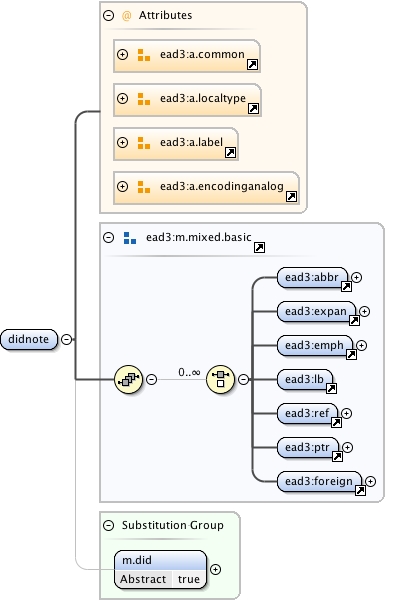 @ Attributes
ead3:a.common
ead3:a.localtype
ead3:a.label
ead3:a.encodinganalog
ead3:m.mixed.basic
ead3:abbr
ead3:expan
didnote
ead3:emph
0..∞
ead3:lb
ead3:ref
ead3:ptr
ead3:foreign
Substitution Group
m.did
Abstract true